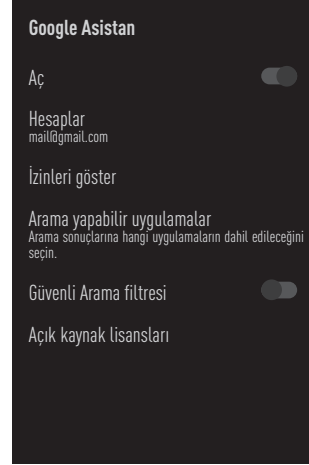 Google Asistan
Aç
Hesaplar
mail@gmail.com
İzinleri göster
Arama yapabilir uygulamalar
Arama sonuçlarına hangi uygulamaların dahil edileceğini
seçin.
Güvenli Arama filtresi
Açık kaynak lisansları